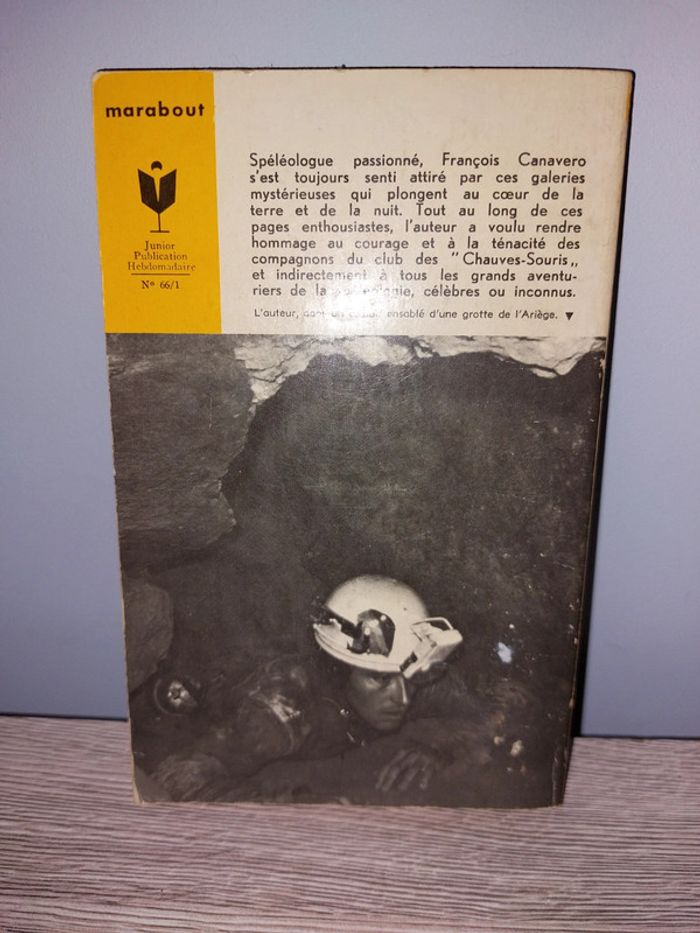 marabout
Junior
Publication
Hebdomadaire
Nº 66/1
Spéléologue passionné, François Canavero
s'est toujours senti attiré par ces galeries
mystérieuses qui plongent au cœur de la
terre et de la nuit. Tout au long de ces
pages enthousiastes, l'auteur a voulu rendre
hommage au courage et à la ténacité des
compagnons du club des "Chauves-Souris,,
et indirectement à tous les grands aventu-
riers de la célèbres ou inconnus.
L'auteur, dans un ensablé d'une grotte de l'Ariège. ▼